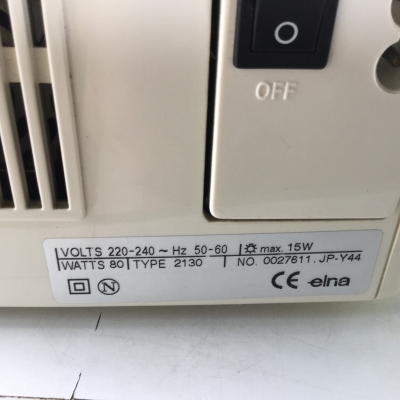 OFF
VOLTS 220-240 ~ Hz 50-60 max. 15W
WATTS 80 TYPE 2130 NO. 0027611. JP-Y44
N CE elna